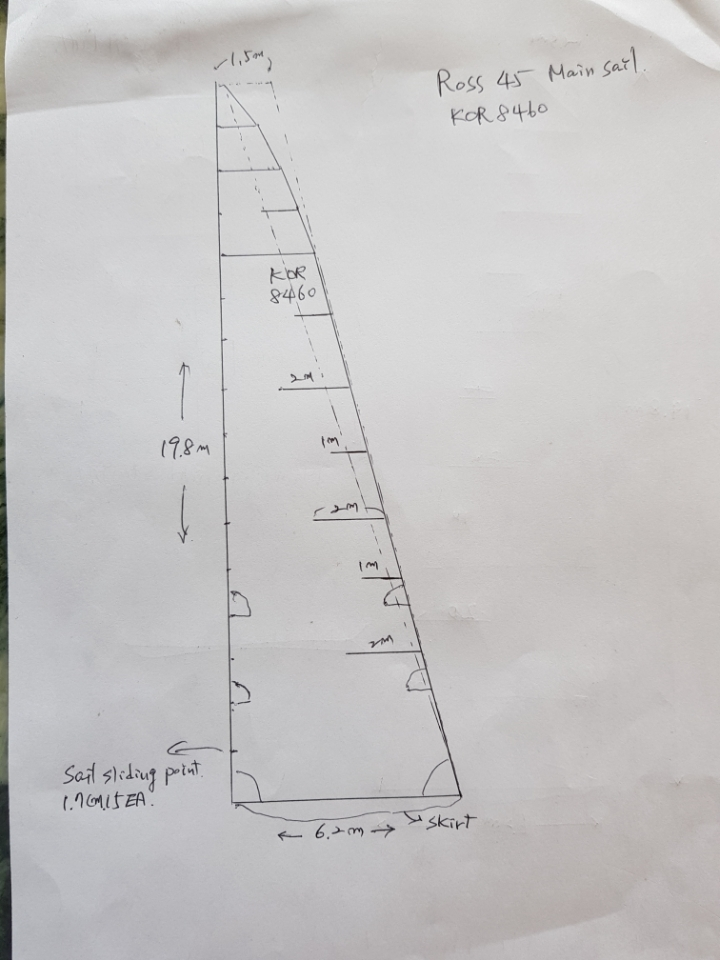 1.5m
Ross 45 Main sail.
KOR 8460
KOR
8460
2m
1m
19.8m
2m
1m
2m
Sail sliding point.
15EA.
6.2m
skirt